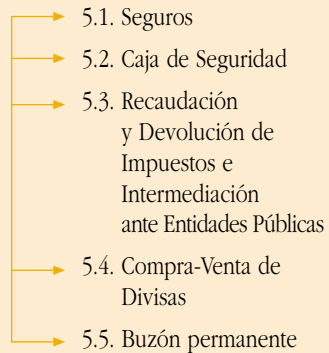 5.1. Seguros
5.2. Caja de Seguridad
5.3. Recaudación
y Devolución de
Impuestos e
Intermediación
ante Entidades Públicas
5.4. Compra-Venta de
Divisas
5.5. Buzón permanente